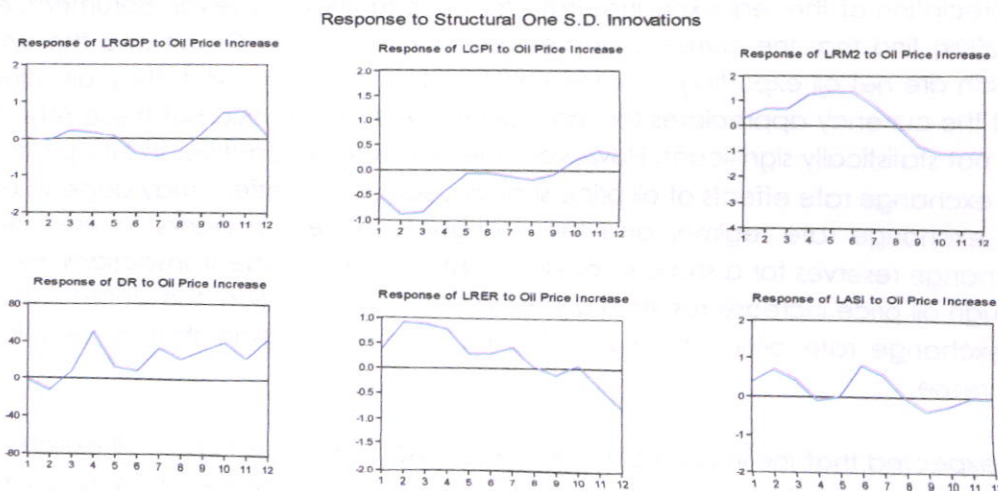 Response to Structural One S.D. Innovations
Response of LRGDP to Oil Price Increase
2
1
0
-1
-2
1 2 3 4 5 6 7 8 9 10 11 12
Response of LCPI to Oil Price Increase
2.0
1.5
1.0
0.5
0.0
-0.5
-1.0
1 2 3 4 5 6 7 8 9 10 11 12
Response of LRM2 to Oil Price Increase
2
1
0
-1
-2
-3
-4
1 2 3 4 5 6 7 8 9 10 11 12
Response of DR to Oil Price Increase
80
40
0
-40
-80
1 2 3 4 5 6 7 8 9 10 11 12
Response of LRER to Oil Price Increase
1.0
0.5
0.0
-0.5
-1.0
-1.5
-2.0
1 2 3 4 5 6 7 8 9 10 11 12
Response of LASI to Oil Price Increase
2
1
0
-1
-2
1 2 3 4 5 6 7 8 9 10 11 12